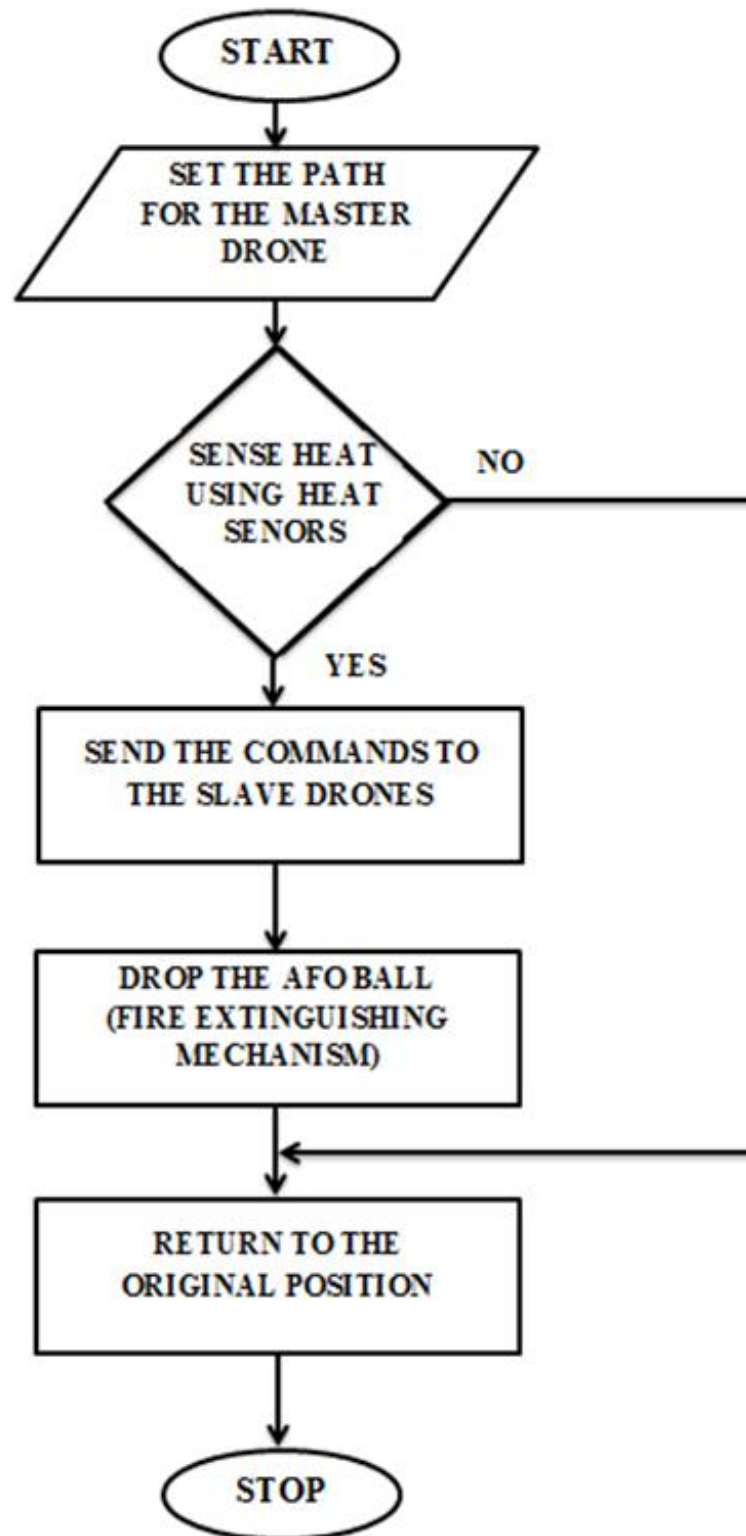 START
SET THE PATH
FOR THE MASTER
DRONE
SENSE HEAT
USING HEAT
SENORS
NO
YES
SEND THE COMMANDS TO
THE SLAVE DRONES
DROP THE AFO BALL
(FIRE EXTINGUISHING
MECHANISM)
RETURN TO THE
ORIGINAL POSITION
STOP